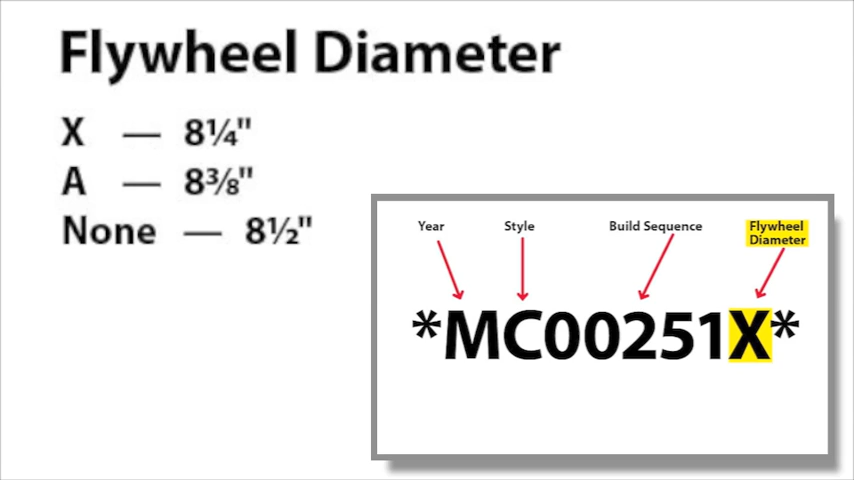 Flywheel Diameter
X — 8¼"
A — 8⅜"
None — 8½"
Year Style Build Sequence Flywheel
Diameter
*MC00251X*